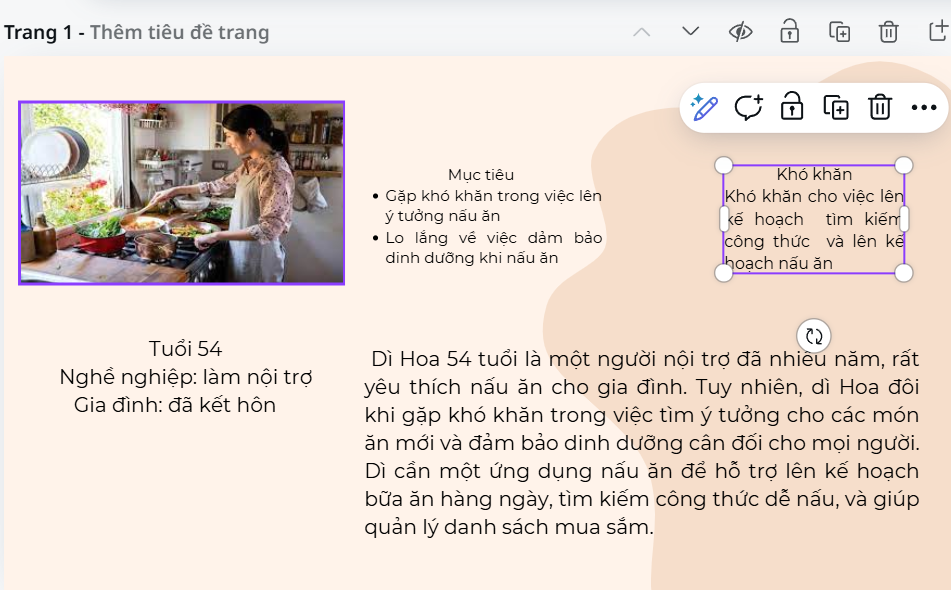 Trang 1 - Thêm tiêu đề trang
Mục tiêu
• Gặp khó khăn trong việc lên
ý tưởng nấu ăn
• Lo lắng về việc đảm bảo
dinh dưỡng khi nấu ăn
Khó khăn
Khó khăn cho việc lên
kế hoạch tìm kiếm
công thức và lên kế
hoạch nấu ăn
Tuổi 54
Nghề nghiệp: làm nội trợ
Gia đình: đã kết hôn
Dì Hoa 54 tuổi là một người nội trợ đã nhiều năm, rất
yêu thích nấu ăn cho gia đình. Tuy nhiên, dì Hoa đôi
khi gặp khó khăn trong việc tìm ý tưởng cho các món
ăn mới và đảm bảo dinh dưỡng cân đối cho mọi người.
Dì cần một ứng dụng nấu ăn để hỗ trợ lên kế hoạch
bữa ăn hàng ngày, tìm kiếm công thức dễ nấu, và giúp
quản lý danh sách mua sắm.